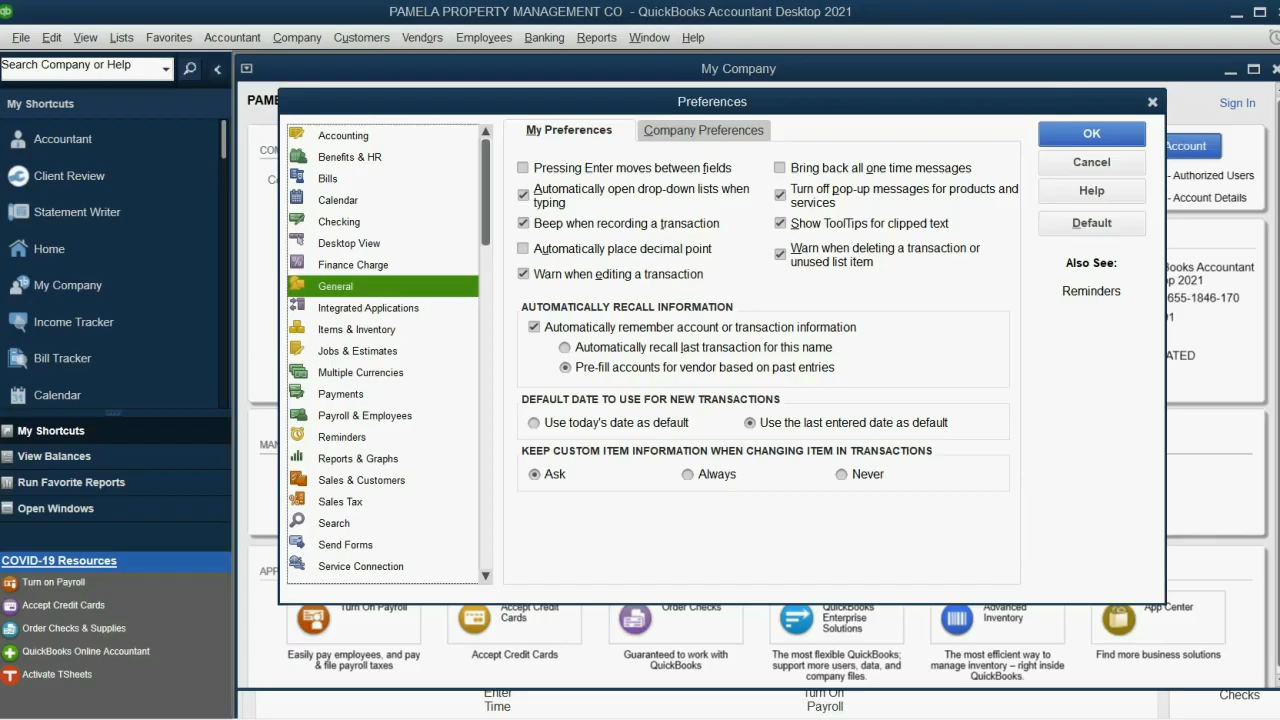 qb
PAMELA PROPERTY MANAGEMENT CO - QuickBooks Accountant Desktop 2021
File Edit View Lists Favorites Accountant Company Customers Vendors Employees Banking Reports Window Help
Search Company or Help
My Shortcuts
Accountant
Client Review
Statement Writer
Home
My Company
Income Tracker
Bill Tracker
Calendar
My Shortcuts
View Balances
Run Favorite Reports
Open Windows
COVID-19 Resources
Turn on Payroll
Accept Credit Cards
Order Checks & Supplies
QuickBooks Online Accountant
Activate TSheets
My Company
PAME
Sign In
COM
C
Account
- Authorized Users
- Account Details
Books Accountant
op 2021
655-1846-170
01
ATED
MAN
APP
Preferences
Accounting
Benefits & HR
Bills
Calendar
Checking
Desktop View
Finance Charge
General
Integrated Applications
Items & Inventory
Jobs & Estimates
Multiple Currencies
Payments
Payroll & Employees
Reminders
Reports & Graphs
Sales & Customers
Sales Tax
Search
Send Forms
Service Connection
My Preferences
Company Preferences
Pressing Enter moves between fields
Automatically open drop-down lists when
typing
Beep when recording a transaction
Automatically place decimal point
Warn when editing a transaction
Bring back all one time messages
Turn off pop-up messages for products and
services
Show ToolTips for clipped text
Warn when deleting a transaction or
unused list item
AUTOMATICALLY RECALL INFORMATION
Automatically remember account or transaction information
Automatically recall last transaction for this name
Pre-fill accounts for vendor based on past entries
DEFAULT DATE TO USE FOR NEW TRANSACTIONS
Use today's date as default
Use the last entered date as default
KEEP CUSTOM ITEM INFORMATION WHEN CHANGING ITEM IN TRANSACTIONS
Ask
Always
Never
OK
Cancel
Help
Default
Also See:
Reminders
Turn On Payroll
Easily pay employees, and pay
& file payroll taxes
Accept Credit
Cards
Accept Credit Cards
Order Checks
Guaranteed to work with
QuickBooks
QuickBooks
Enterprise
Solutions
The most flexible QuickBooks;
support more users, data, and
company files.
Advanced
Inventory
The most efficient way to
manage inventory – right inside
QuickBooks.
App Center
Find more business solutions
Enter
Time
Turn On
Payroll
Checks